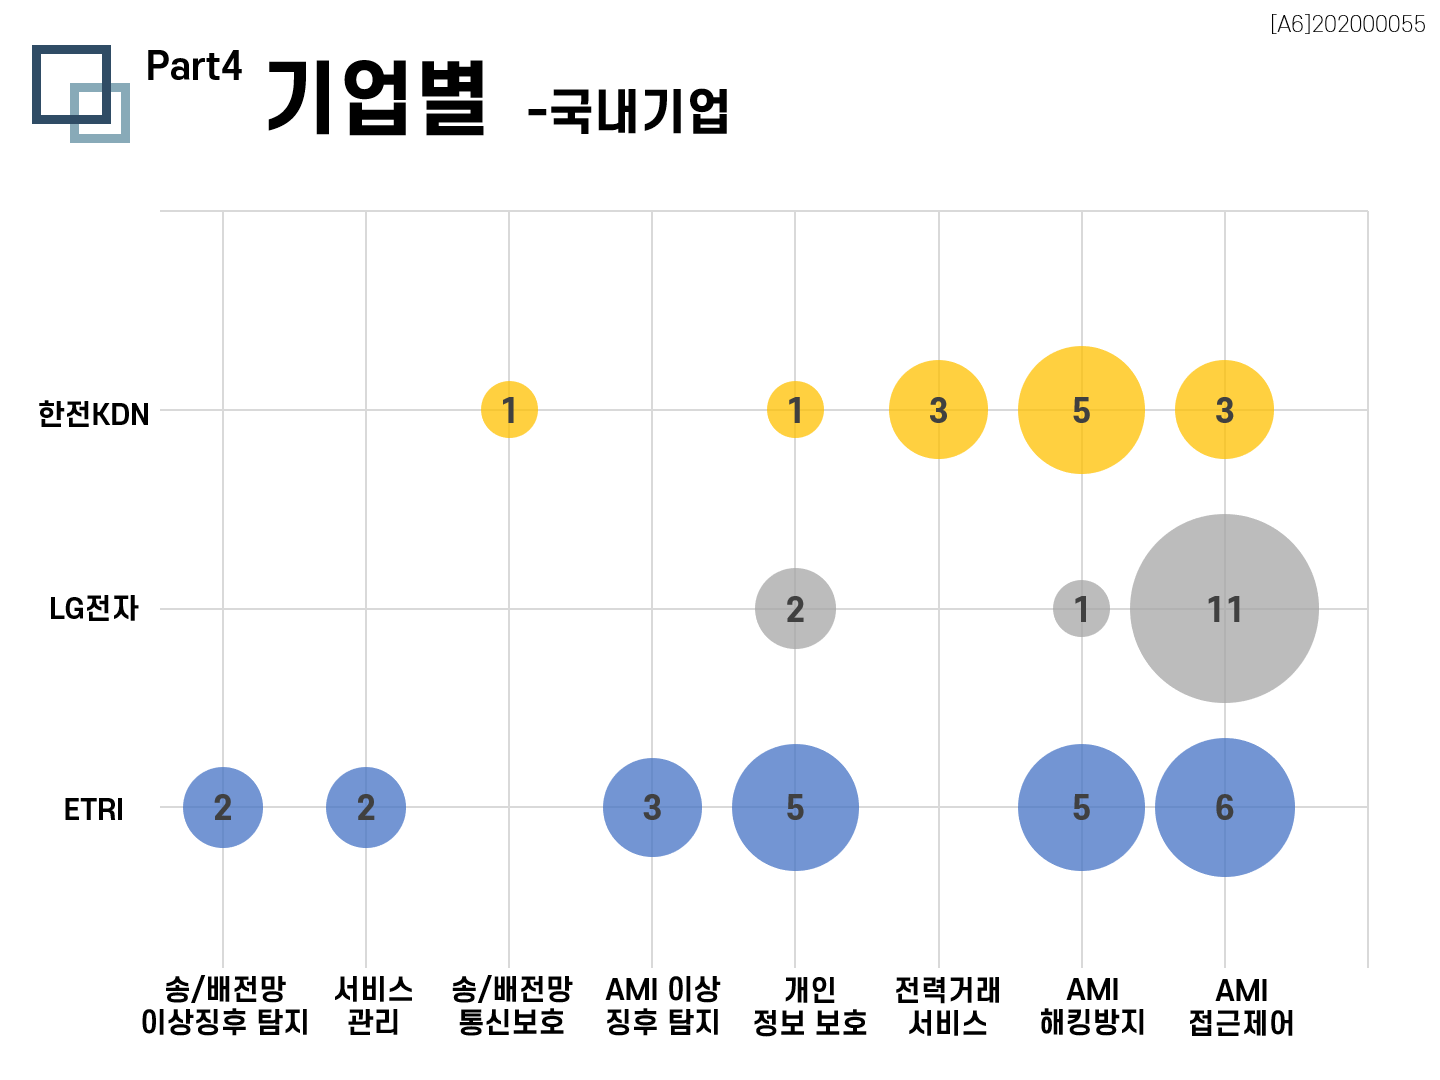 [A6]202000055
Part4 기업별 -국내기업
한전KDN 1 1 3 5 3
LG전자 2 1 11
ETRI 2 2 3 5 5 6
송/배전망
이상징후 탐지
서비스
관리
송/배전망
통신보호
AMI 이상
징후 탐지
개인
정보 보호
전력거래
서비스
AMI
해킹방지
AMI
접근제어